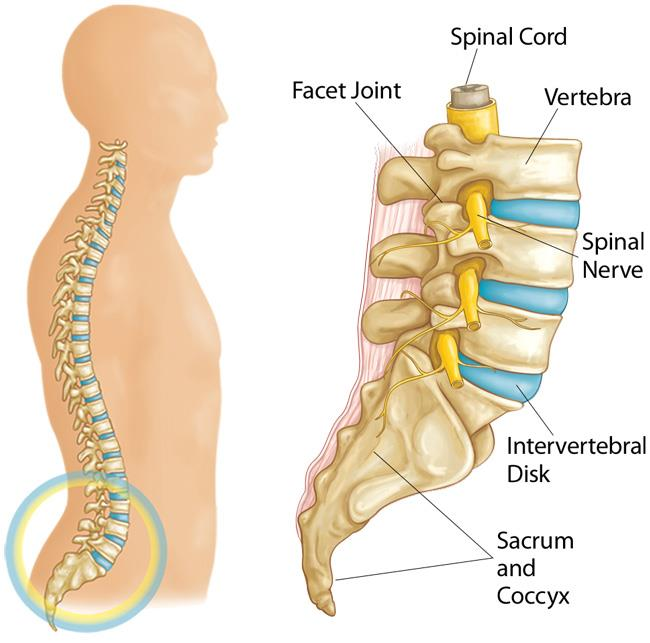 Spinal Cord
Facet Joint
Vertebra
Spinal
Nerve
Intervertebral
Disk
Sacrum
and
Coccyx